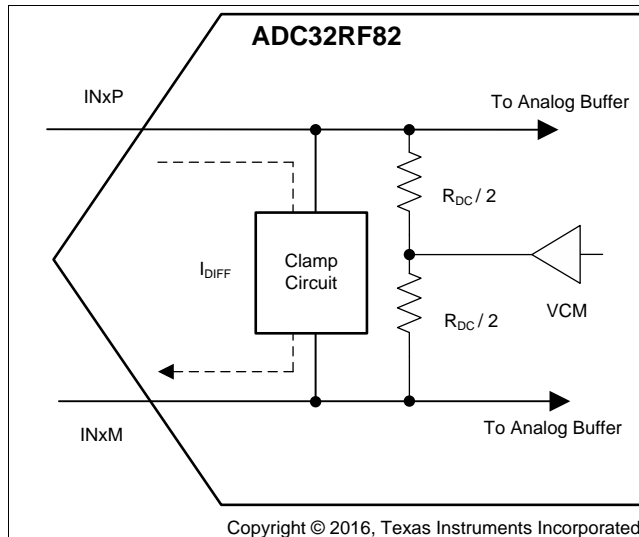 ADC32RF82
INxP
To Analog Buffer
R_DC / 2
I_DIFF
Clamp
Circuit
VCM
R_DC / 2
INxM
To Analog Buffer
Copyright © 2016, Texas Instruments Incorporated